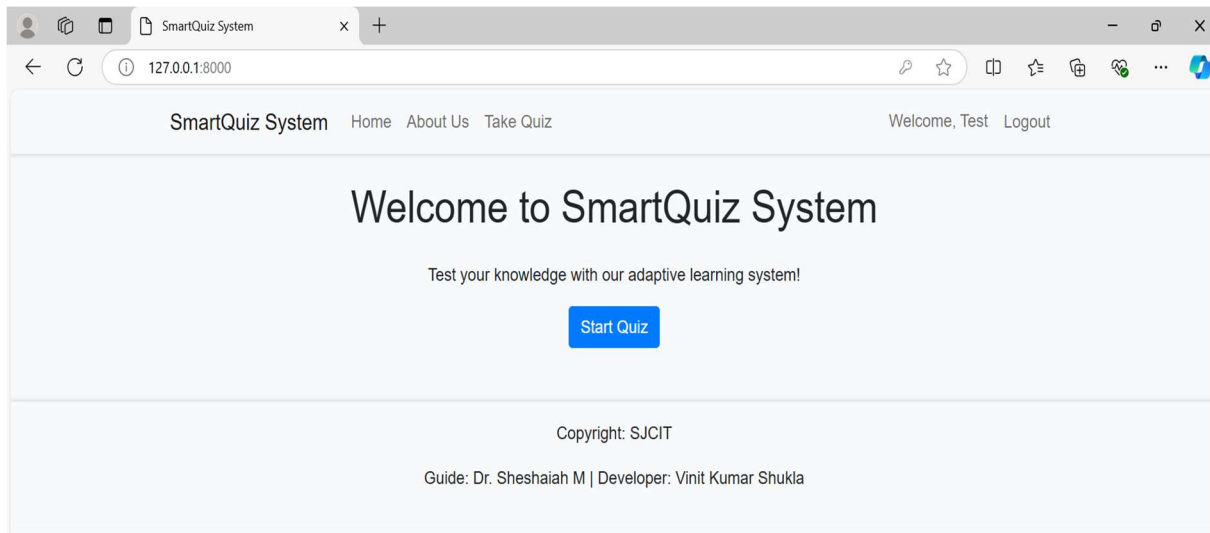 SmartQuiz System
127.0.0.1:8000
SmartQuiz System Home About Us Take Quiz Welcome, Test Logout
Welcome to SmartQuiz System
Test your knowledge with our adaptive learning system!
Start Quiz
Copyright: SJCIT
Guide: Dr. Sheshaiah M | Developer: Vinit Kumar Shukla